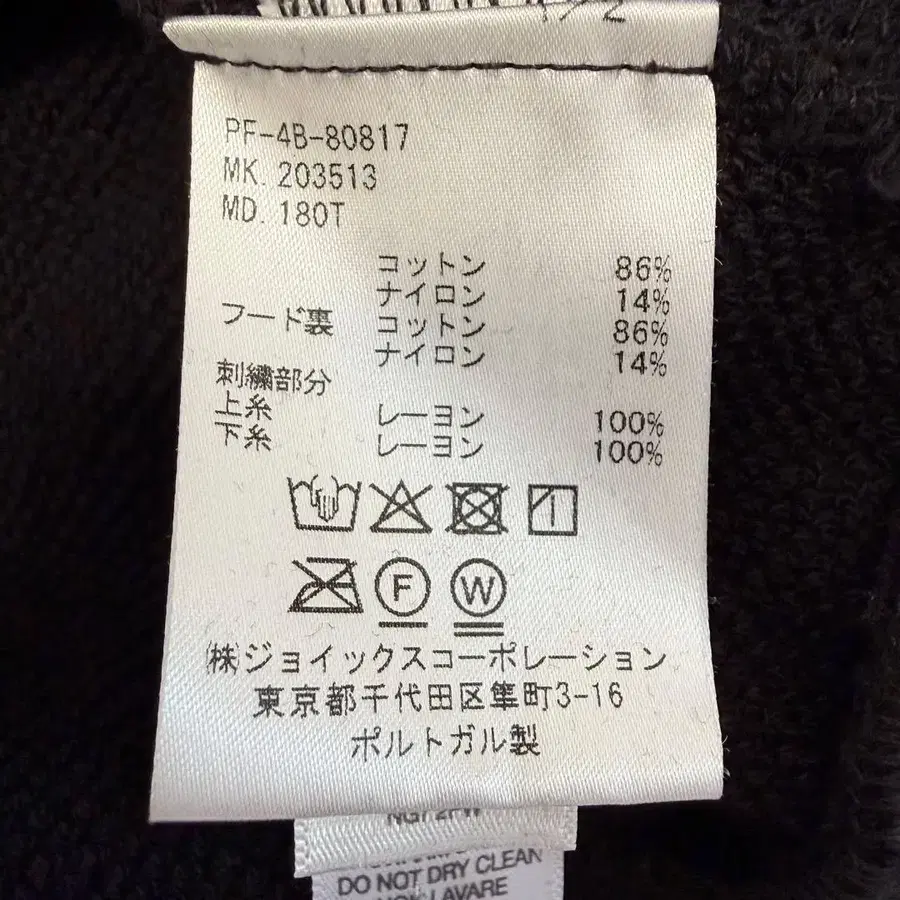 1/2
PF-4B-80817
MK. 203513
MD. 180T
コットン 86%
ナイロン 14%
フード裏 コットン 86%
ナイロン 14%
刺繍部分
上糸 レーヨン 100%
下糸 レーヨン 100%
F W
(株)ジョイックスコーポレーション
東京都千代田区隼町3-16
ポルトガル製
DO NOT DRY CLEAN
NON LAVARE